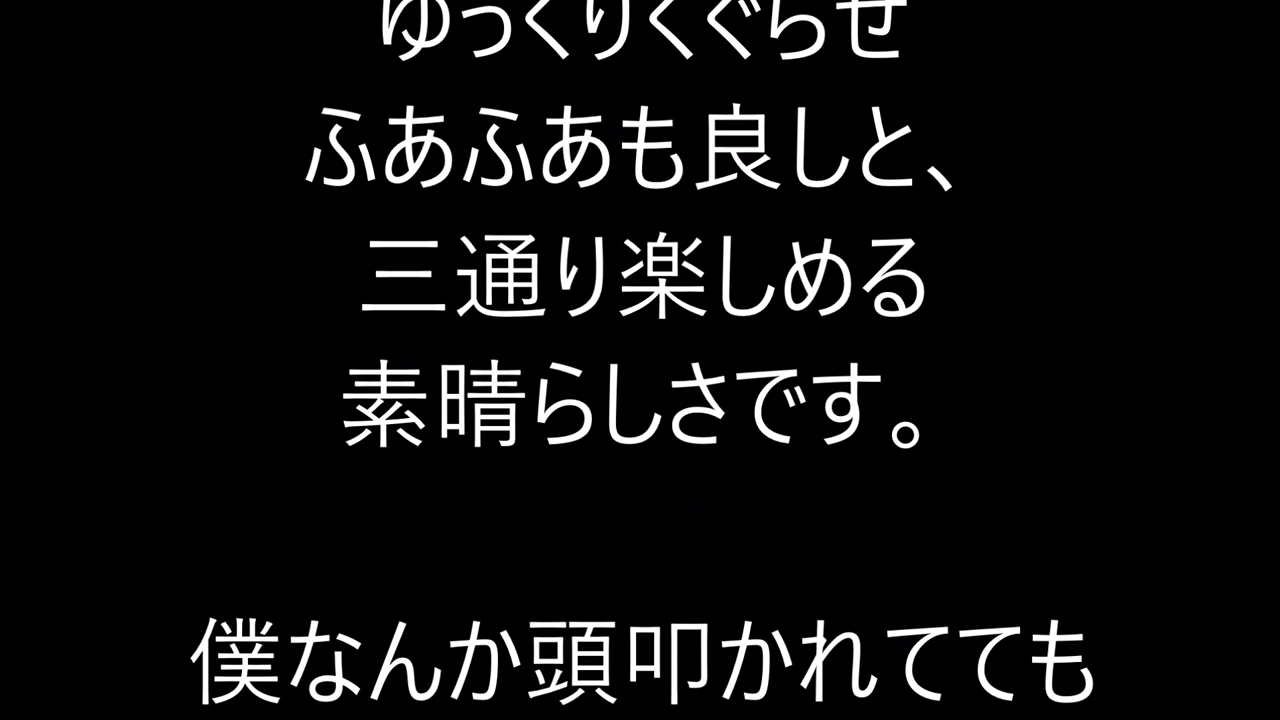 ゆっくりくぐらせ
ふあふあも良しと、
三通り楽しめる
素晴らしさです。
僕なんか頭叩かれてても